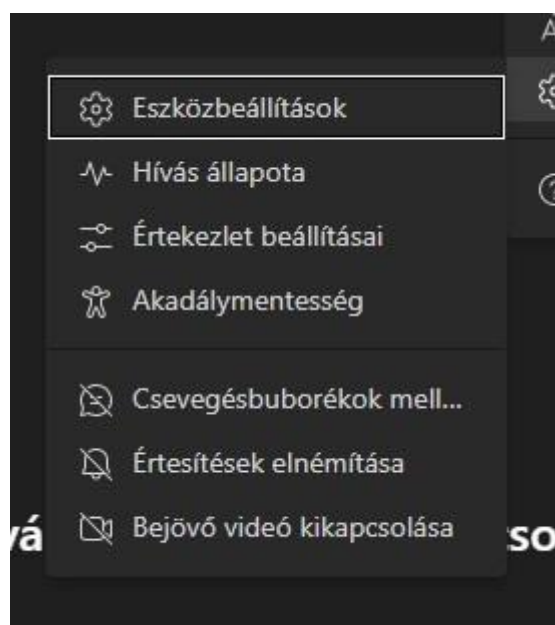 Eszközbeállítások
Hívás állapota
Értekezlet beállításai
Akadálymentesség
Csevegésbuborékok mell...
Értesítések elnémítása
Bejövő videó kikapcsolása